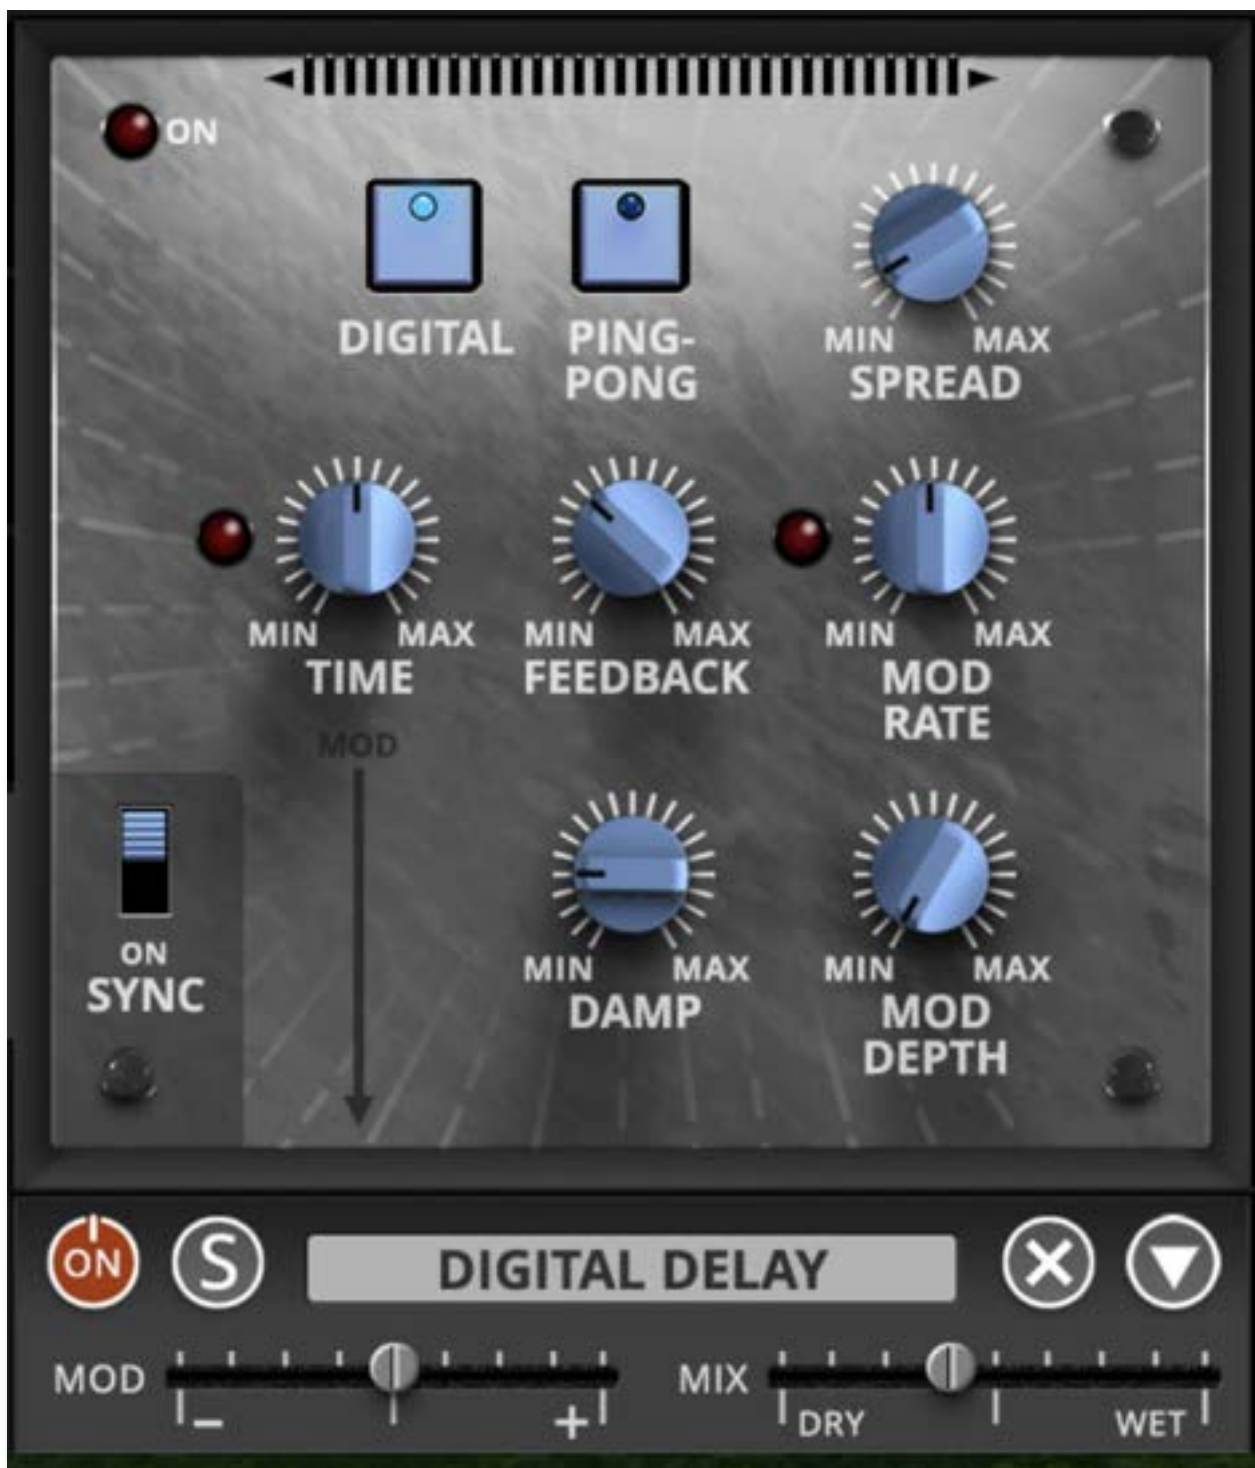 ON
DIGITAL
PING-
PONG
MIN MAX
SPREAD
MIN MAX
TIME
MIN MAX
FEEDBACK
MIN MAX
MOD
RATE
MOD
ON
SYNC
MIN MAX
DAMP
MIN MAX
MOD
DEPTH
ON
S
DIGITAL DELAY
MOD
- +
MIX
DRY WET